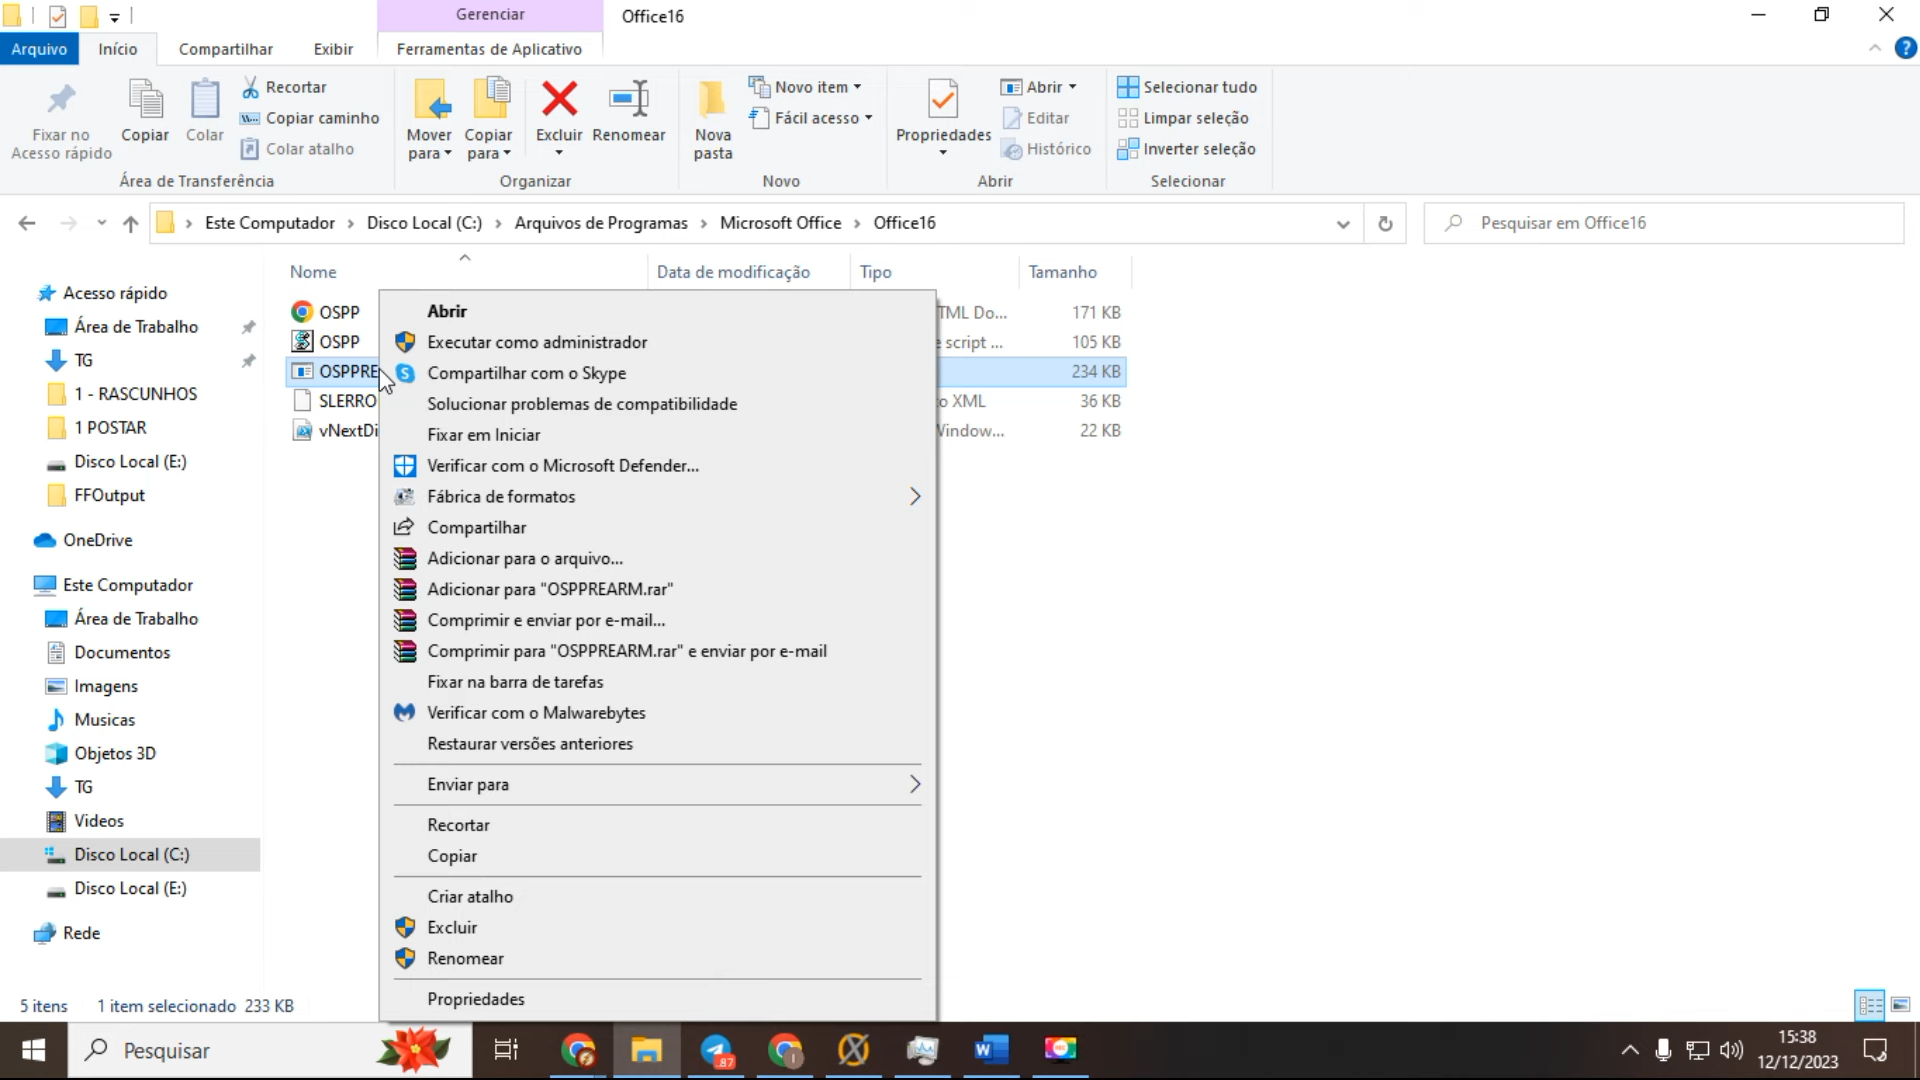 Gerenciar
Office16
Arquivo
Início
Compartilhar
Exibir
Ferramentas de Aplicativo
Fixar no
Acesso rápido
Copiar
Colar
Recortar
Copiar caminho
Colar atalho
Área de Transferência
Mover
para
Copiar
para
Excluir
Renomear
Organizar
Nova
pasta
Novo item
Fácil acesso
Novo
Propriedades
Abrir
Editar
Histórico
Abrir
Selecionar tudo
Limpar seleção
Inverter seleção
Selecionar
Este Computador
Disco Local (C:)
Arquivos de Programas
Microsoft Office
Office16
Pesquisar em Office16
Nome
Data de modificação
Tipo
Tamanho
Acesso rápido
Área de Trabalho
TG
1 - RASCUNHOS
1 POSTAR
Disco Local (E:)
FFOutput
OneDrive
Este Computador
Área de Trabalho
Documentos
Imagens
Musicas
Objetos 3D
TG
Videos
Disco Local (C:)
Disco Local (E:)
Rede
OSPP TML Do... 171 KB
OSPP e script ... 105 KB
OSPPRE 234 KB
SLERRO o XML 36 KB
vNextDi Window... 22 KB
Abrir
Executar como administrador
Compartilhar com o Skype
Solucionar problemas de compatibilidade
Fixar em Iniciar
Verificar com o Microsoft Defender...
Fábrica de formatos
Compartilhar
Adicionar para o arquivo...
Adicionar para "OSPPREARM.rar"
Comprimir e enviar por e-mail...
Comprimir para "OSPPREARM.rar" e enviar por e-mail
Fixar na barra de tarefas
Verificar com o Malwarebytes
Restaurar versões anteriores
Enviar para
Recortar
Copiar
Criar atalho
Excluir
Renomear
Propriedades
5 itens
1 item selecionado 233 KB
Pesquisar
87
15:38
12/12/2023